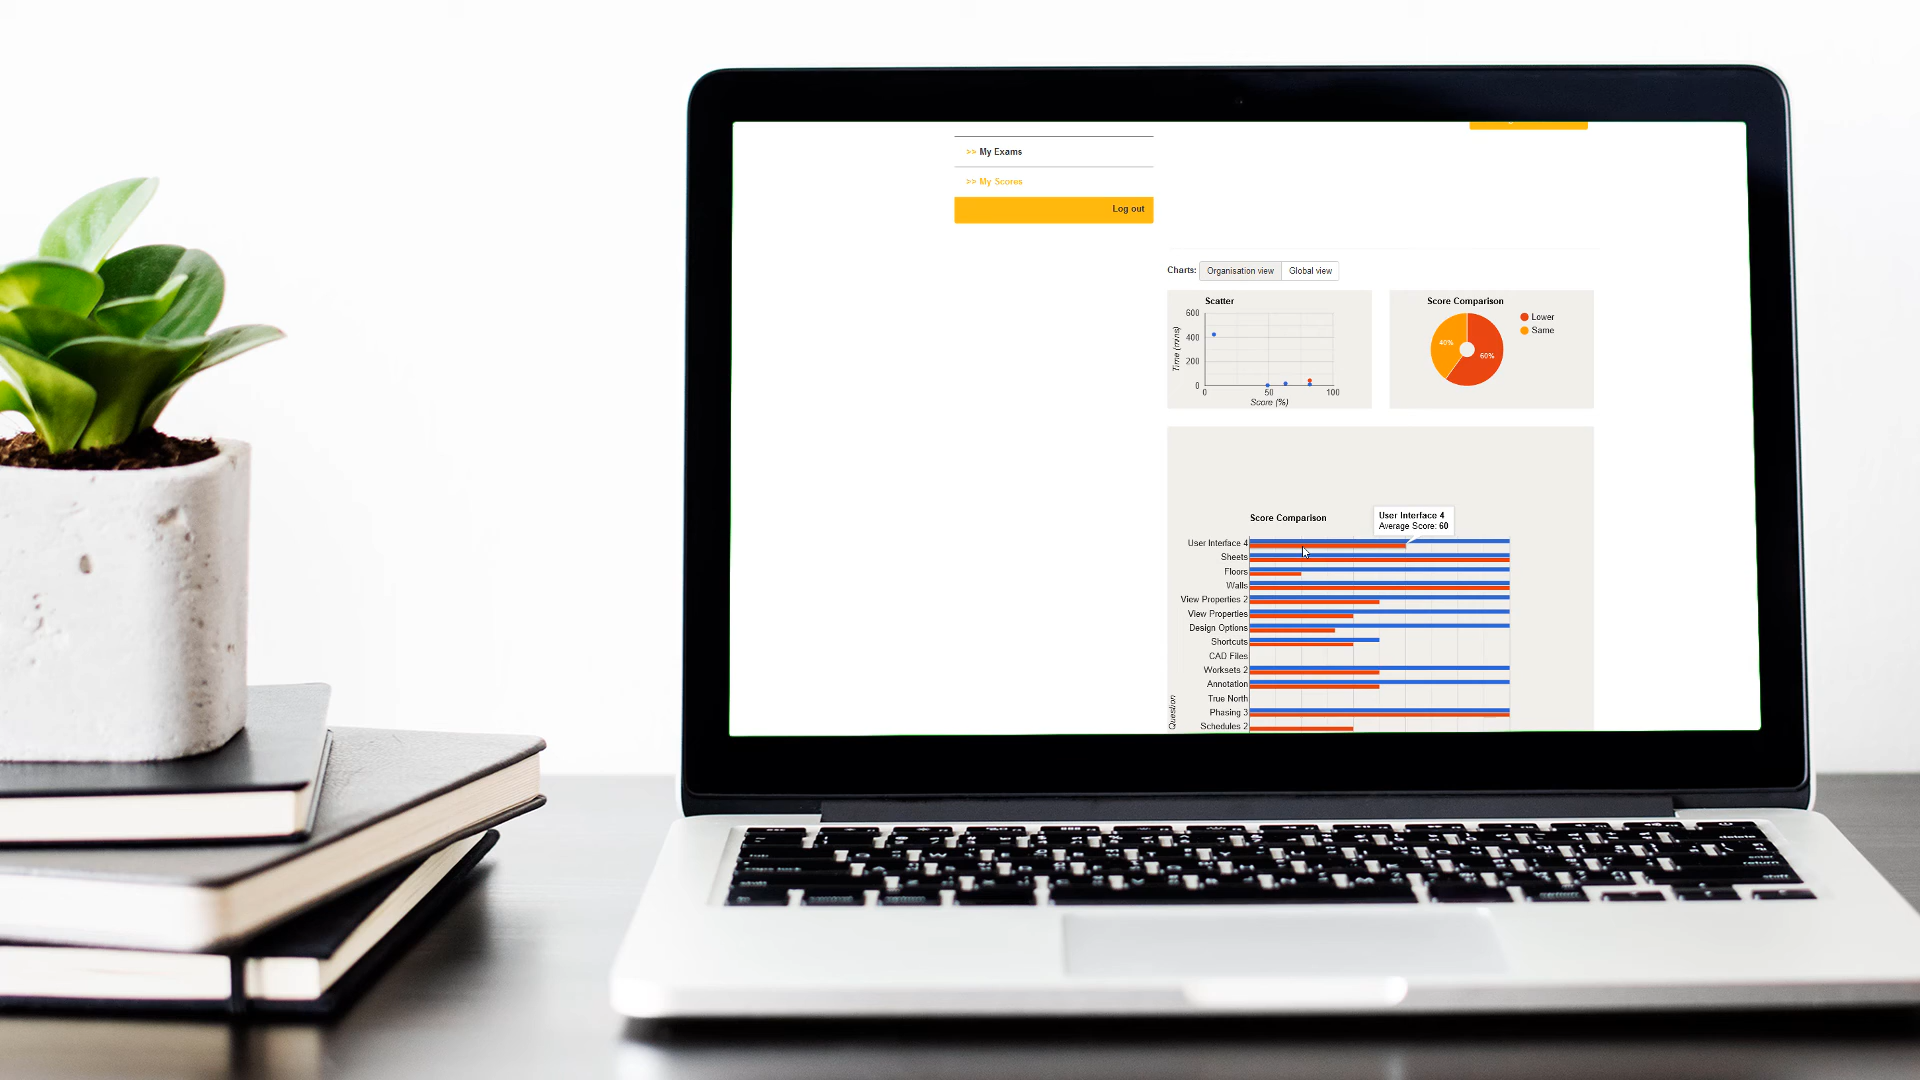 >> My Exams
>> My Scores
Log out
Charts: Organisation view Global view
Scatter
600
400
200
0
Time (mins)
0 50 100
Score (%)
Score Comparison
Lower
Same
40%
60%
Score Comparison
User Interface 4
Average Score: 60
User Interface 4
Sheets
Floors
Walls
View Properties 2
View Properties
Design Options
Shortcuts
CAD Files
Worksets 2
Annotation
True North
Phasing 3
Schedules 2
Question